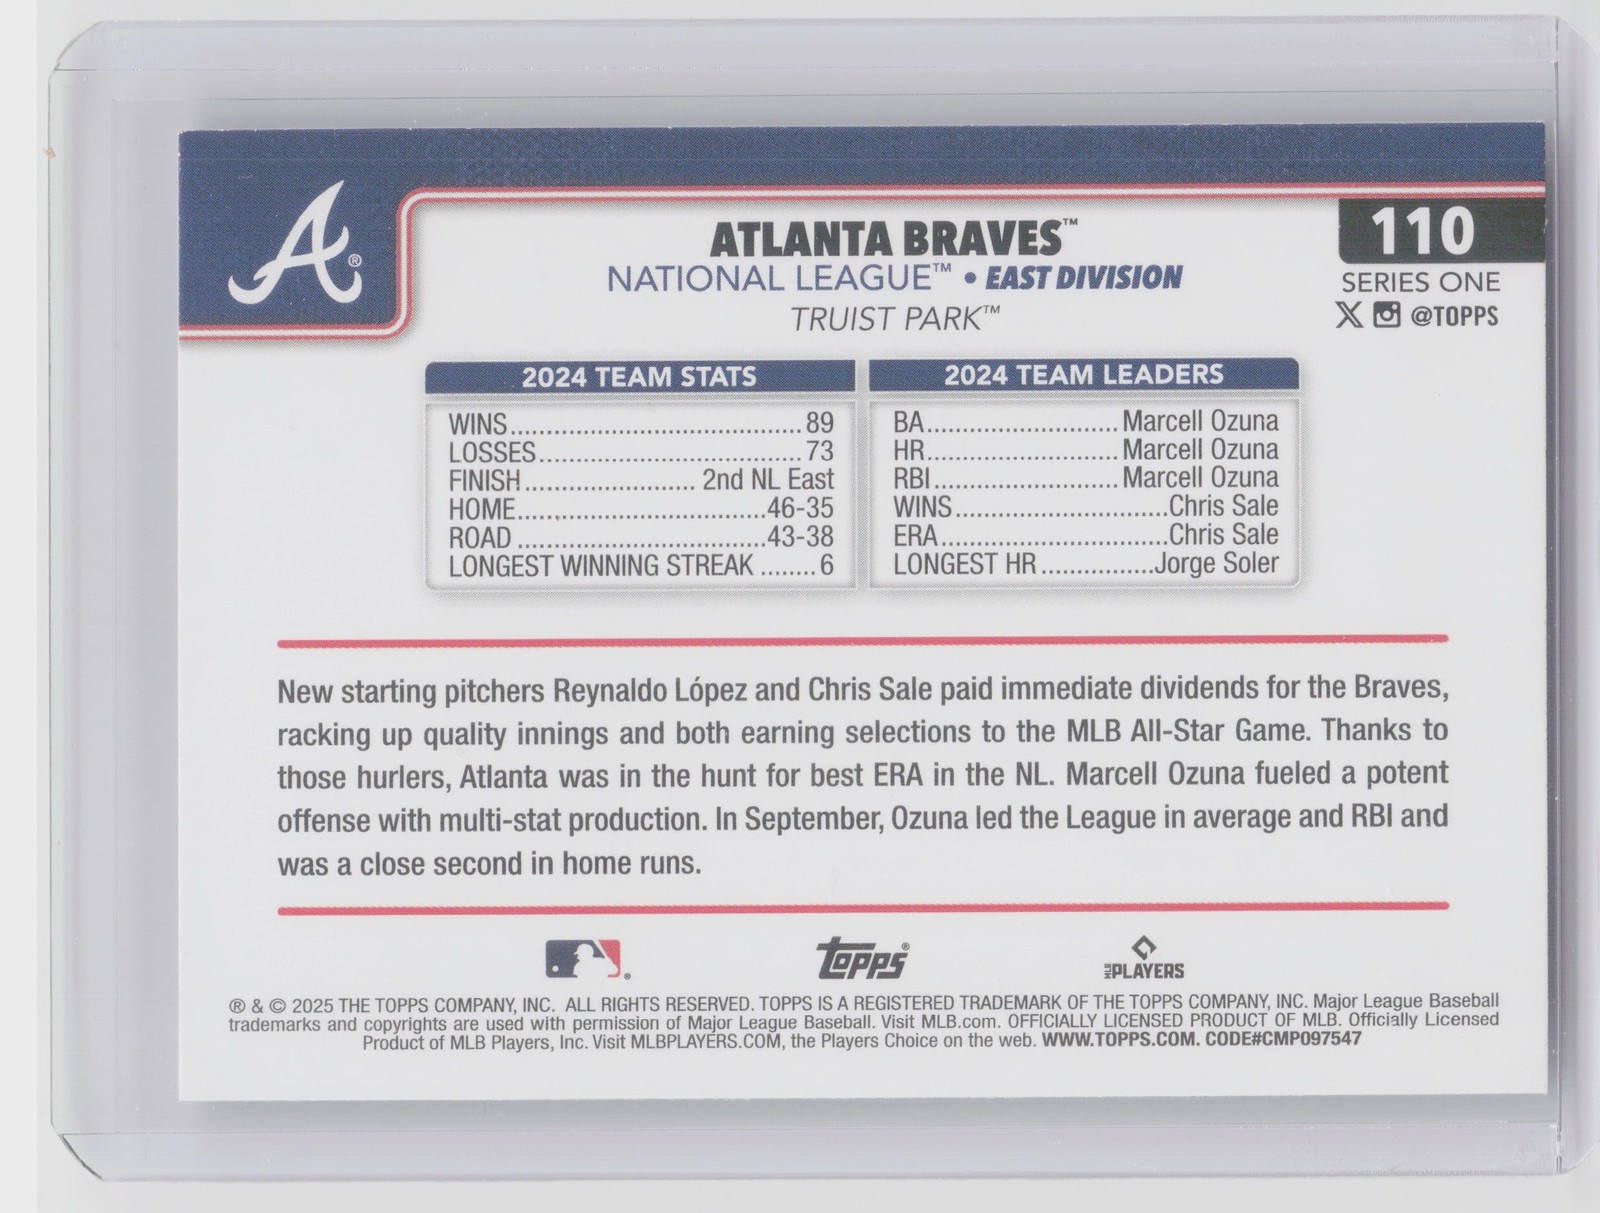 A®
ATLANTA BRAVES™
110
NATIONAL LEAGUE™ • EAST DIVISION
SERIES ONE
TRUIST PARK™
X @TOPPS
2024 TEAM STATS
WINS........................................89
LOSSES....................................73
FINISH........................2nd NL East
HOME..................................46-35
ROAD..................................43-38
LONGEST WINNING STREAK ........6
2024 TEAM LEADERS
BA..........................Marcell Ozuna
HR..........................Marcell Ozuna
RBI.........................Marcell Ozuna
WINS.............................Chris Sale
ERA...............................Chris Sale
LONGEST HR................Jorge Soler
New starting pitchers Reynaldo López and Chris Sale paid immediate dividends for the Braves,
racking up quality innings and both earning selections to the MLB All-Star Game. Thanks to
those hurlers, Atlanta was in the hunt for best ERA in the NL. Marcell Ozuna fueled a potent
offense with multi-stat production. In September, Ozuna led the League in average and RBI and
was a close second in home runs.
Topps®
MLB PLAYERS
® & © 2025 THE TOPPS COMPANY, INC. ALL RIGHTS RESERVED. TOPPS IS A REGISTERED TRADEMARK OF THE TOPPS COMPANY, INC. Major League Baseball
trademarks and copyrights are used with permission of Major League Baseball. Visit MLB.com. OFFICIALLY LICENSED PRODUCT OF MLB. Officially Licensed
Product of MLB Players, Inc. Visit MLBPLAYERS.COM, the Players Choice on the web. WWW.TOPPS.COM. CODE#CMP097547